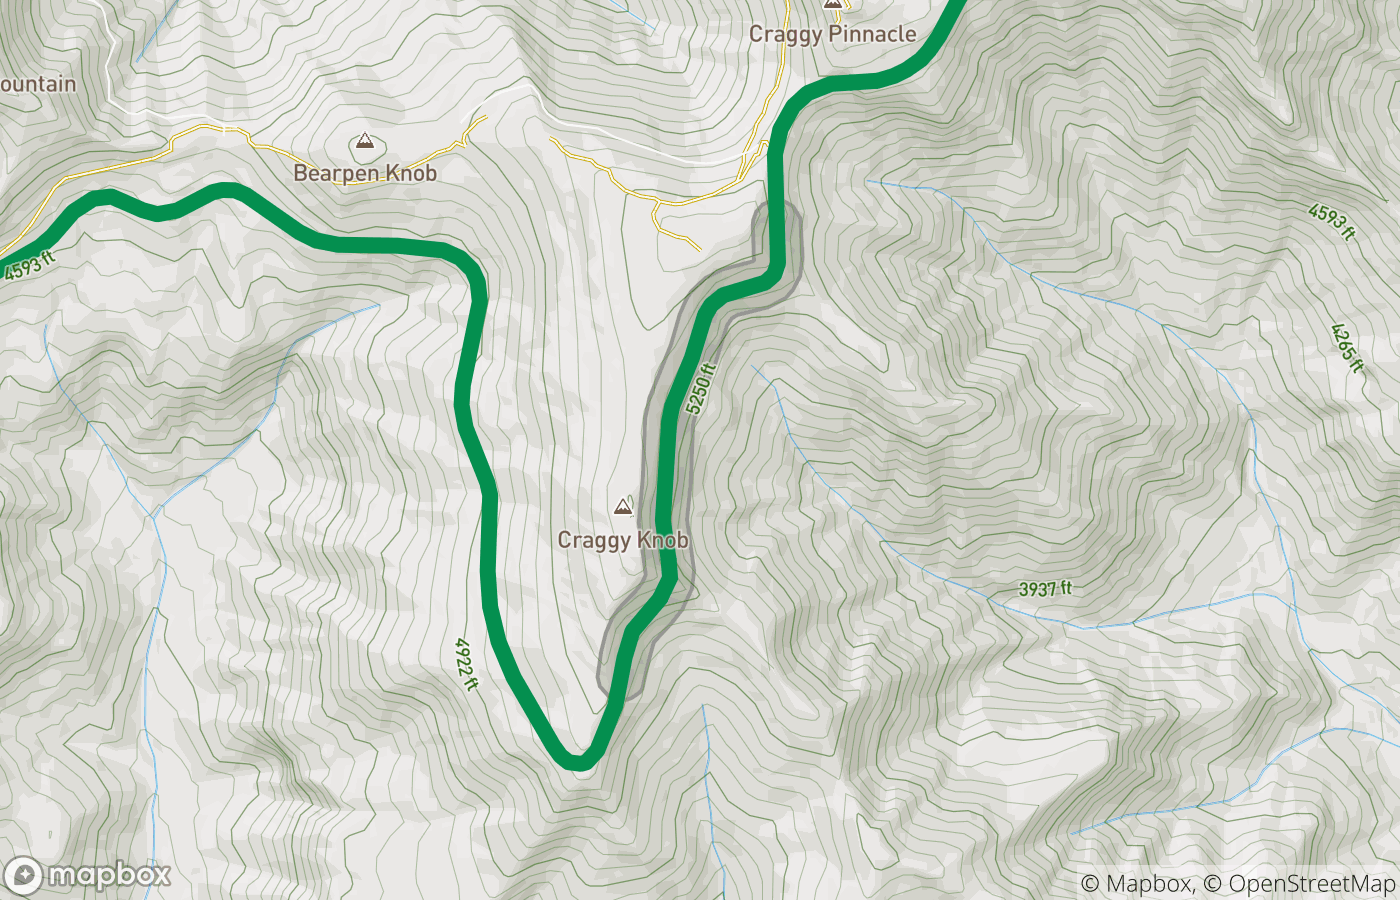 Craggy Pinnacle
ountain
Bearpen Knob
4593 ft
4593 ft
4265 ft
5250 ft
Craggy Knob
3937 ft
4922 ft
mapbox
© Mapbox, © OpenStreetMap